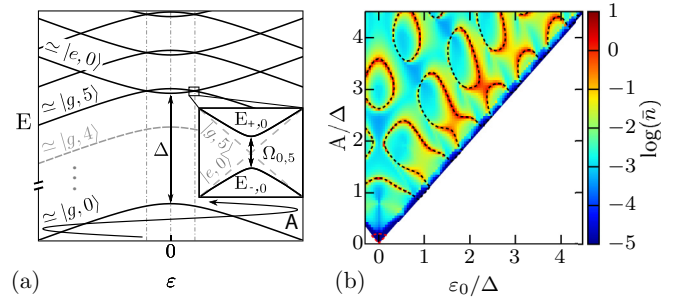 E
≃|e, 0⟩
≃|g, 5⟩
≃|g, 4⟩
≃|g, 0⟩
Δ
E+,0
E-,0
Ω0,5
|g, 5⟩
|e, 0⟩
A
0
ε
(a)
A/Δ
4
3
2
1
0
0 1 2 3 4
ε0/Δ
(b)
1
0
−1
−2
−3
−4
−5
log(n̄)